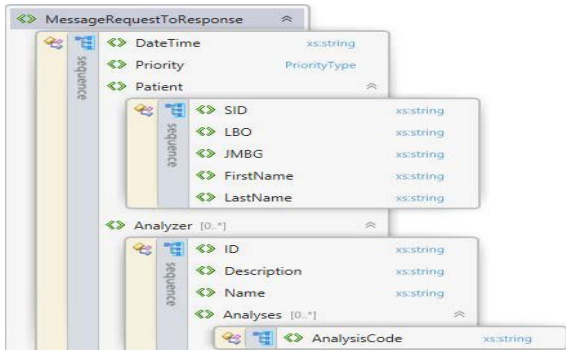 MessageRequestToResponse
sequence
DateTime xs:string
Priority PriorityType
Patient
sequence
SID xs:string
LBO xs:string
JMBG xs:string
FirstName xs:string
LastName xs:string
Analyzer [0..*]
sequence
ID xs:string
Description xs:string
Name xs:string
Analyses [0..*]
AnalysisCode xs:string